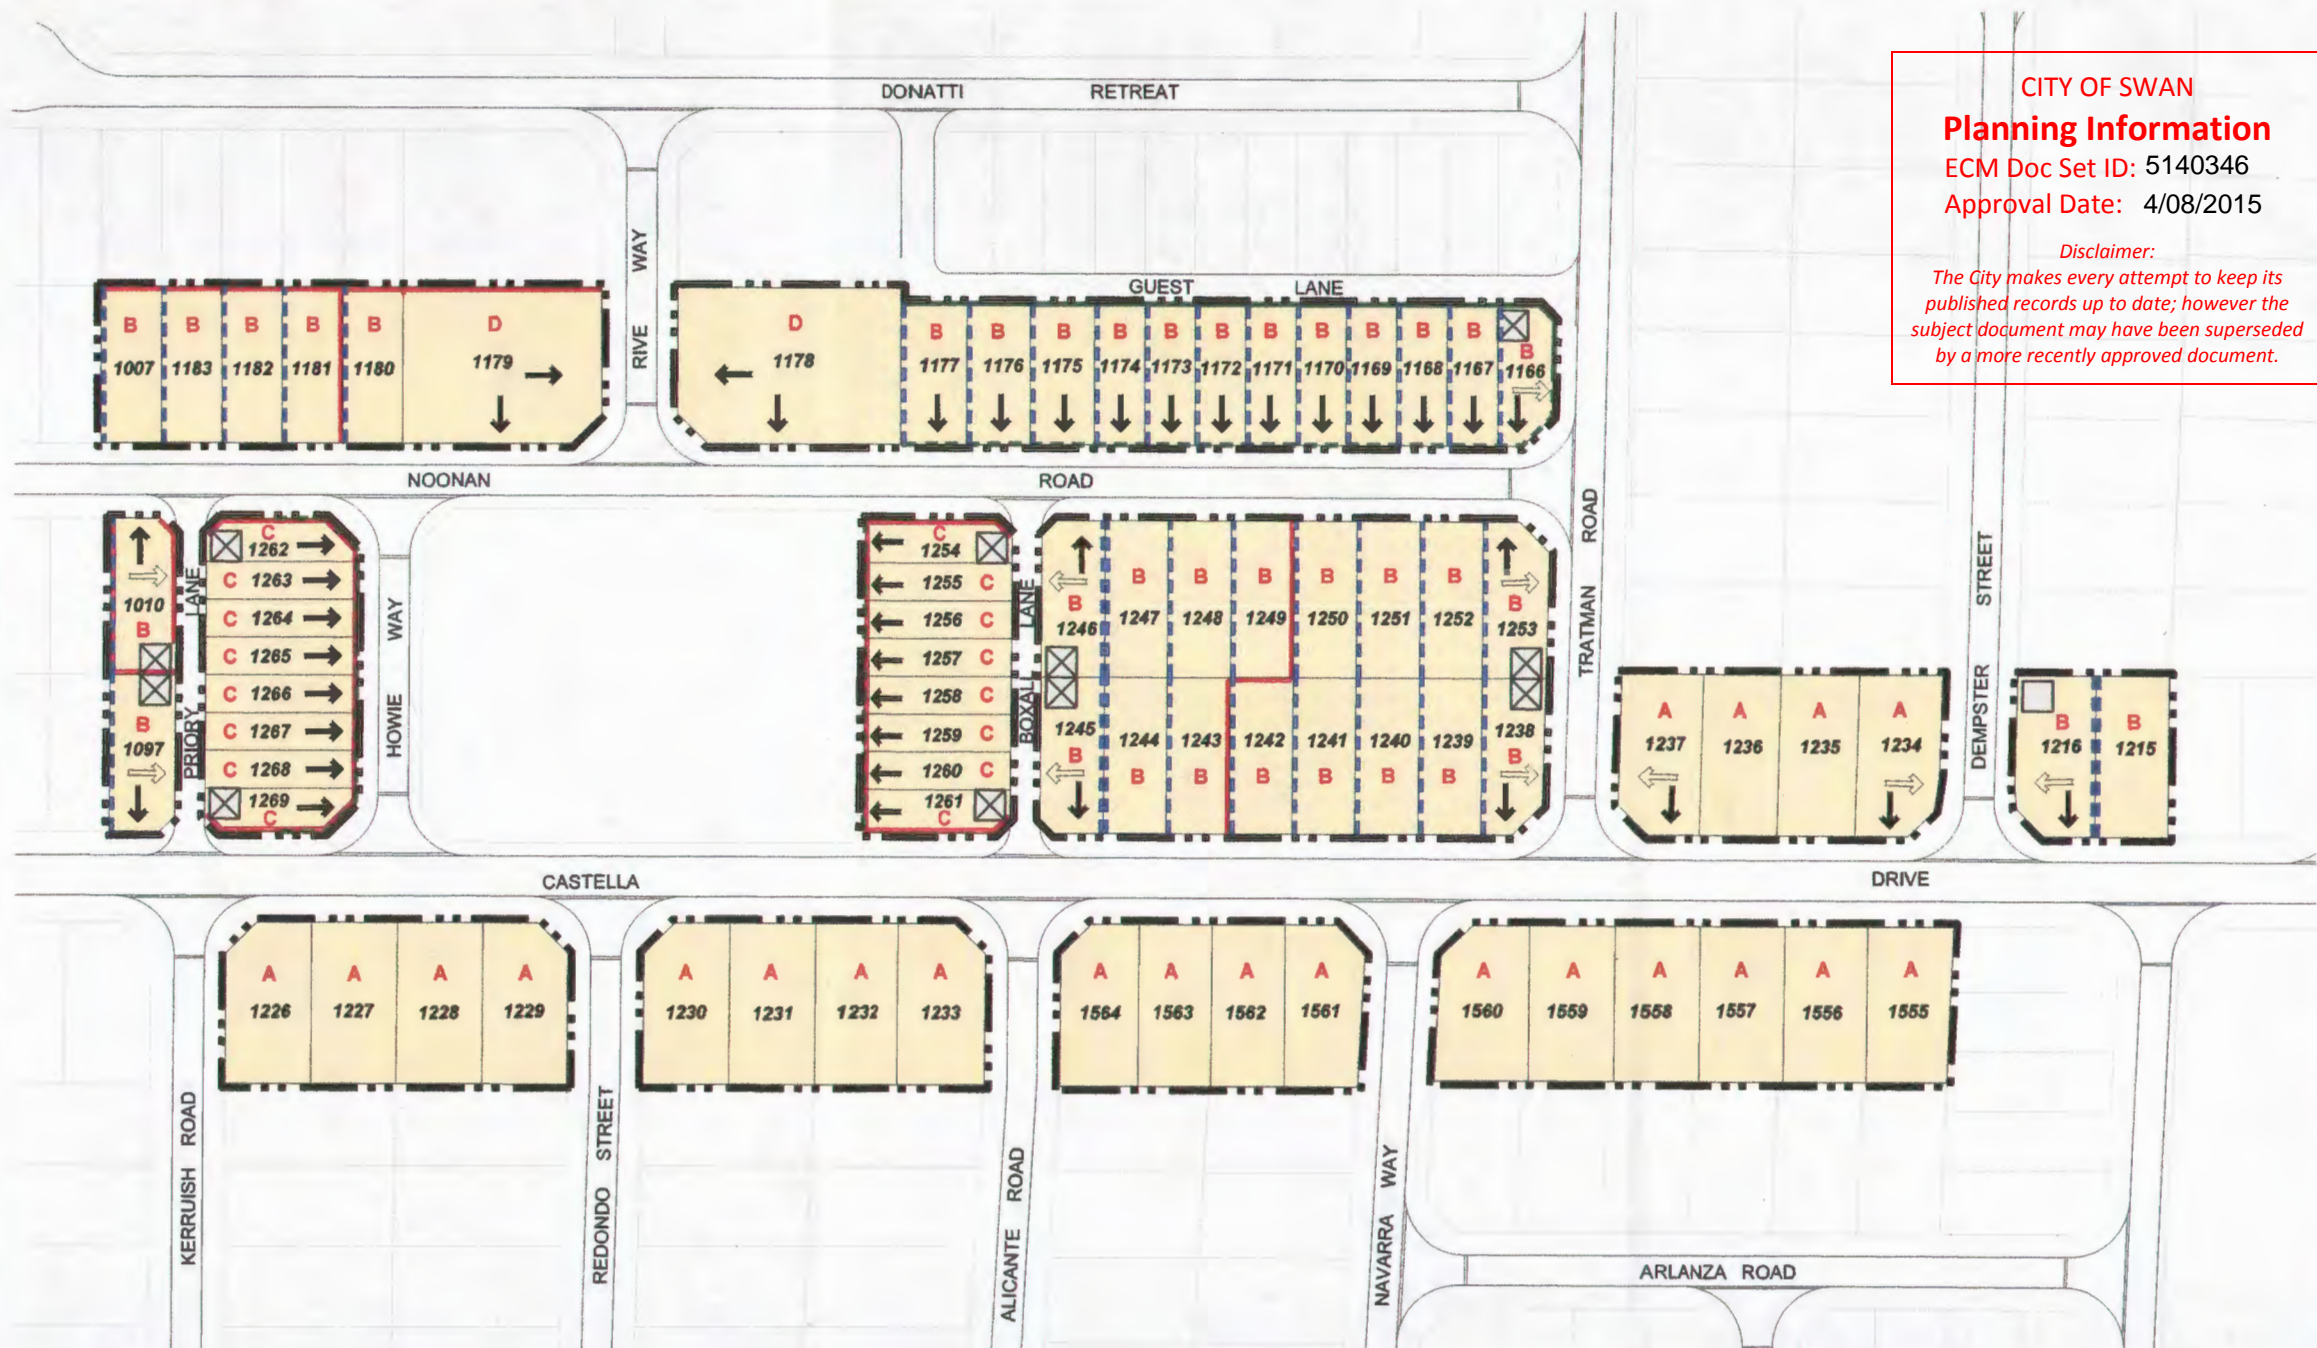 CITY OF SWAN
Planning Information
ECM Doc Set ID: 5140346
Approval Date: 4/08/2015
Disclaimer:
The City makes every attempt to keep its
published records up to date; however the
subject document may have been superseded
by a more recently approved document.
DONATTI RETREAT
RIVE WAY
GUEST LANE
B B B B B D
1007 1183 1182 1181 1180 1179
D B B B B B B B B B B B B
1178 1177 1176 1175 1174 1173 1172 1171 1170 1169 1168 1167 1166
NOONAN ROAD
TRATMAN ROAD
DEMPSTER STREET
1010
B
B
1097
PRIORY LANE
C
1262
C 1263
C 1264
C 1265
C 1266
C 1267
C 1268
1269
C
HOWIE WAY
C
1254
1255 C
1256 C
1257 C
1258 C
1259 C
1260 C
1261
C
BOXALL LANE
B B B B B B B B
1246 1247 1248 1249 1250 1251 1252 1253
1245 1244 1243 1242 1241 1240 1239 1238
B B B B B B B B
A A A A
1237 1236 1235 1234
B B
1216 1215
CASTELLA DRIVE
A A A A
1226 1227 1228 1229
A A A A
1230 1231 1232 1233
A A A A
1564 1563 1562 1561
A A A A A A
1560 1559 1558 1557 1556 1555
KERRUISH ROAD
REDONDO STREET
ALICANTE ROAD
NAVARRA WAY
ARLANZA ROAD